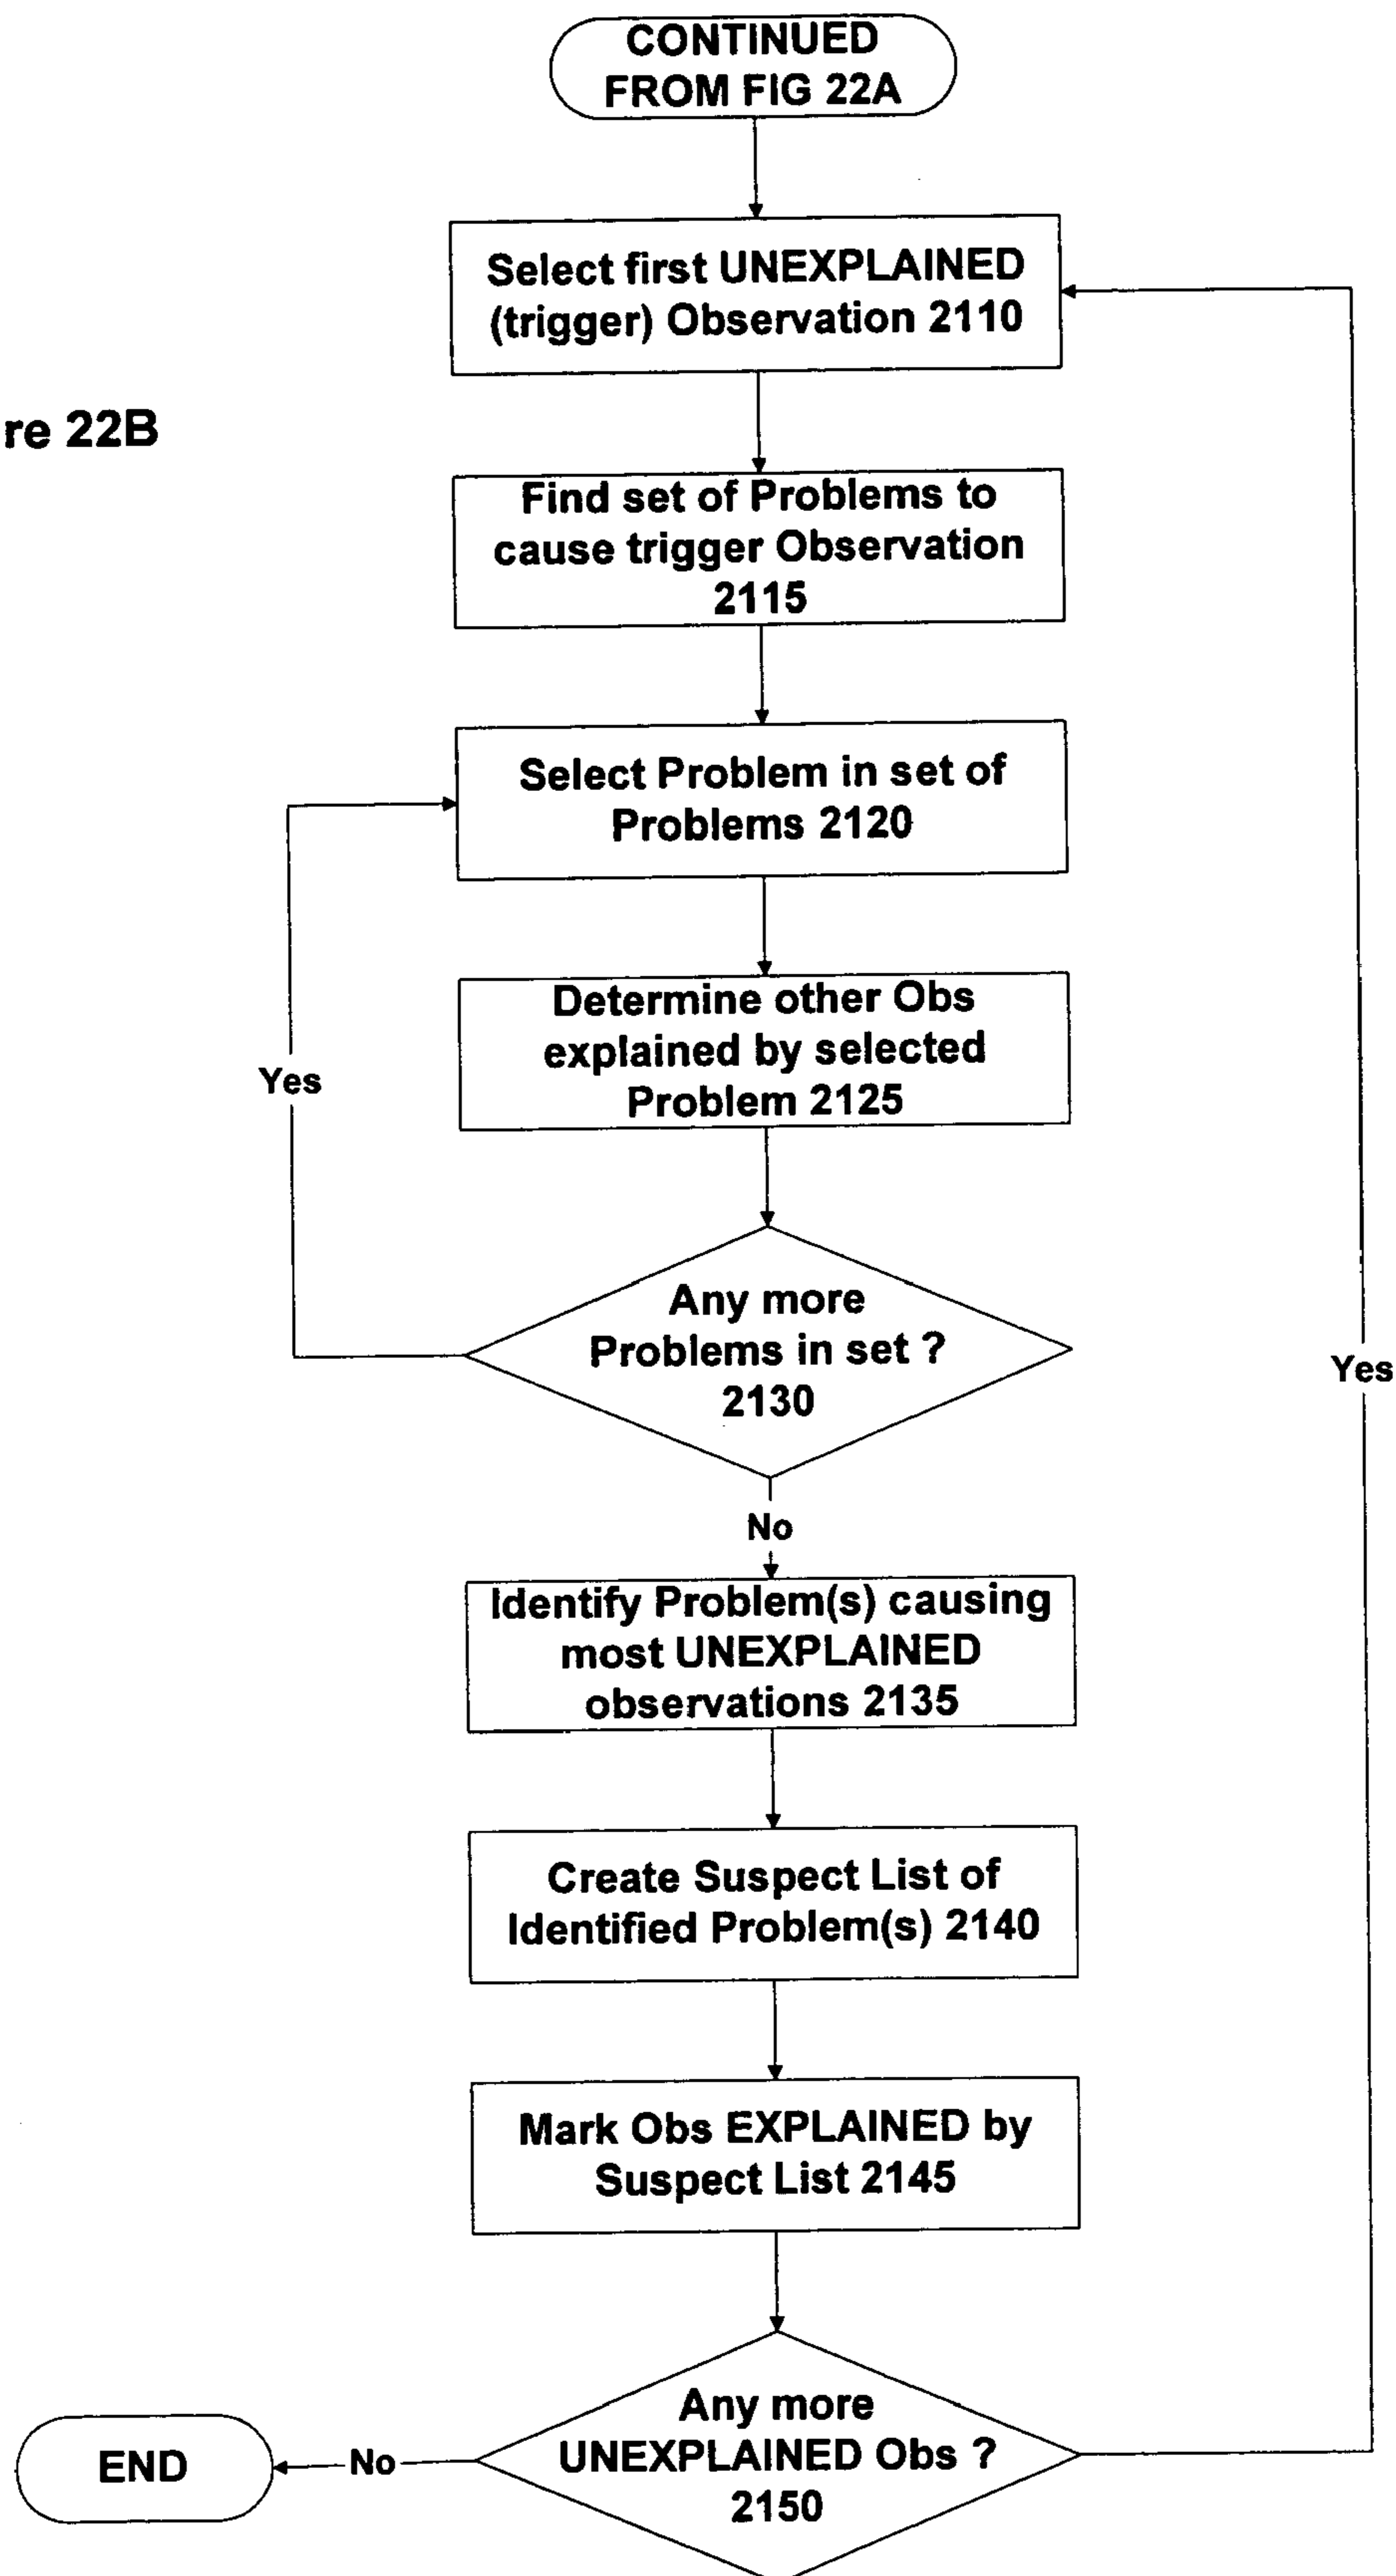 CONTINUED
FROM FIG 22A
Select first UNEXPLAINED
(trigger) Observation 2110
re 22B
Find set of Problems to
cause trigger Observation
2115
Select Problem in set of
Problems 2120
Determine other Obs
explained by selected
Problem 2125
Yes
Any more
Problems in set ?
2130
Yes
No
Identify Problem(s) causing
most UNEXPLAINED
observations 2135
Create Suspect List of
Identified Problem(s) 2140
Mark Obs EXPLAINED by
Suspect List 2145
Any more
UNEXPLAINED Obs ?
2150
No
END